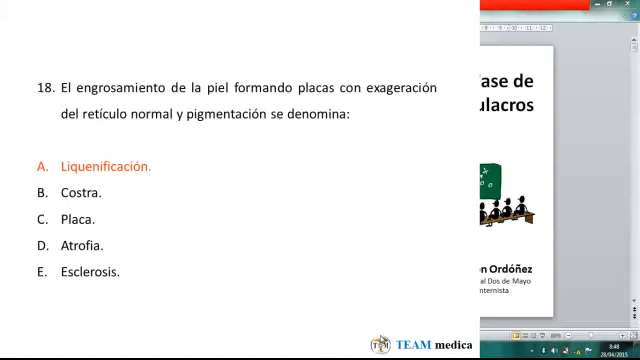 18. El engrosamiento de la piel formando placas con exageración
del retículo normal y pigmentación se denomina:
A. Liquenificación.
B. Costra.
C. Placa.
D. Atrofia.
E. Esclerosis.
TEAM medica
ase de
ulacros
n Ordóñez
al Dos de Mayo
nternista
8:48
28/04/2015